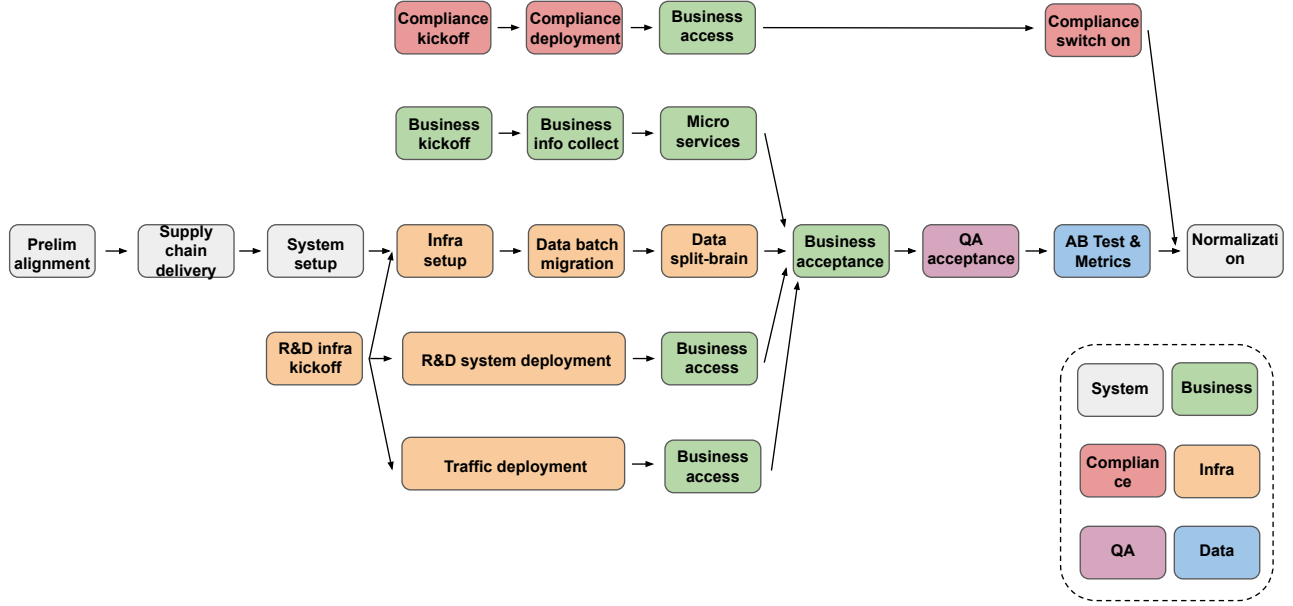 Compliance
kickoff
Compliance
deployment
Business
access
Compliance
switch on
Business
kickoff
Business
info collect
Micro
services
Prelim
alignment
Supply
chain
delivery
System
setup
Infra
setup
Data batch
migration
Data
split-brain
Business
acceptance
QA
acceptance
AB Test &
Metrics
Normalizati
on
R&D infra
kickoff
R&D system deployment
Business
access
Traffic deployment
Business
access
System
Business
Complian
ce
Infra
QA
Data